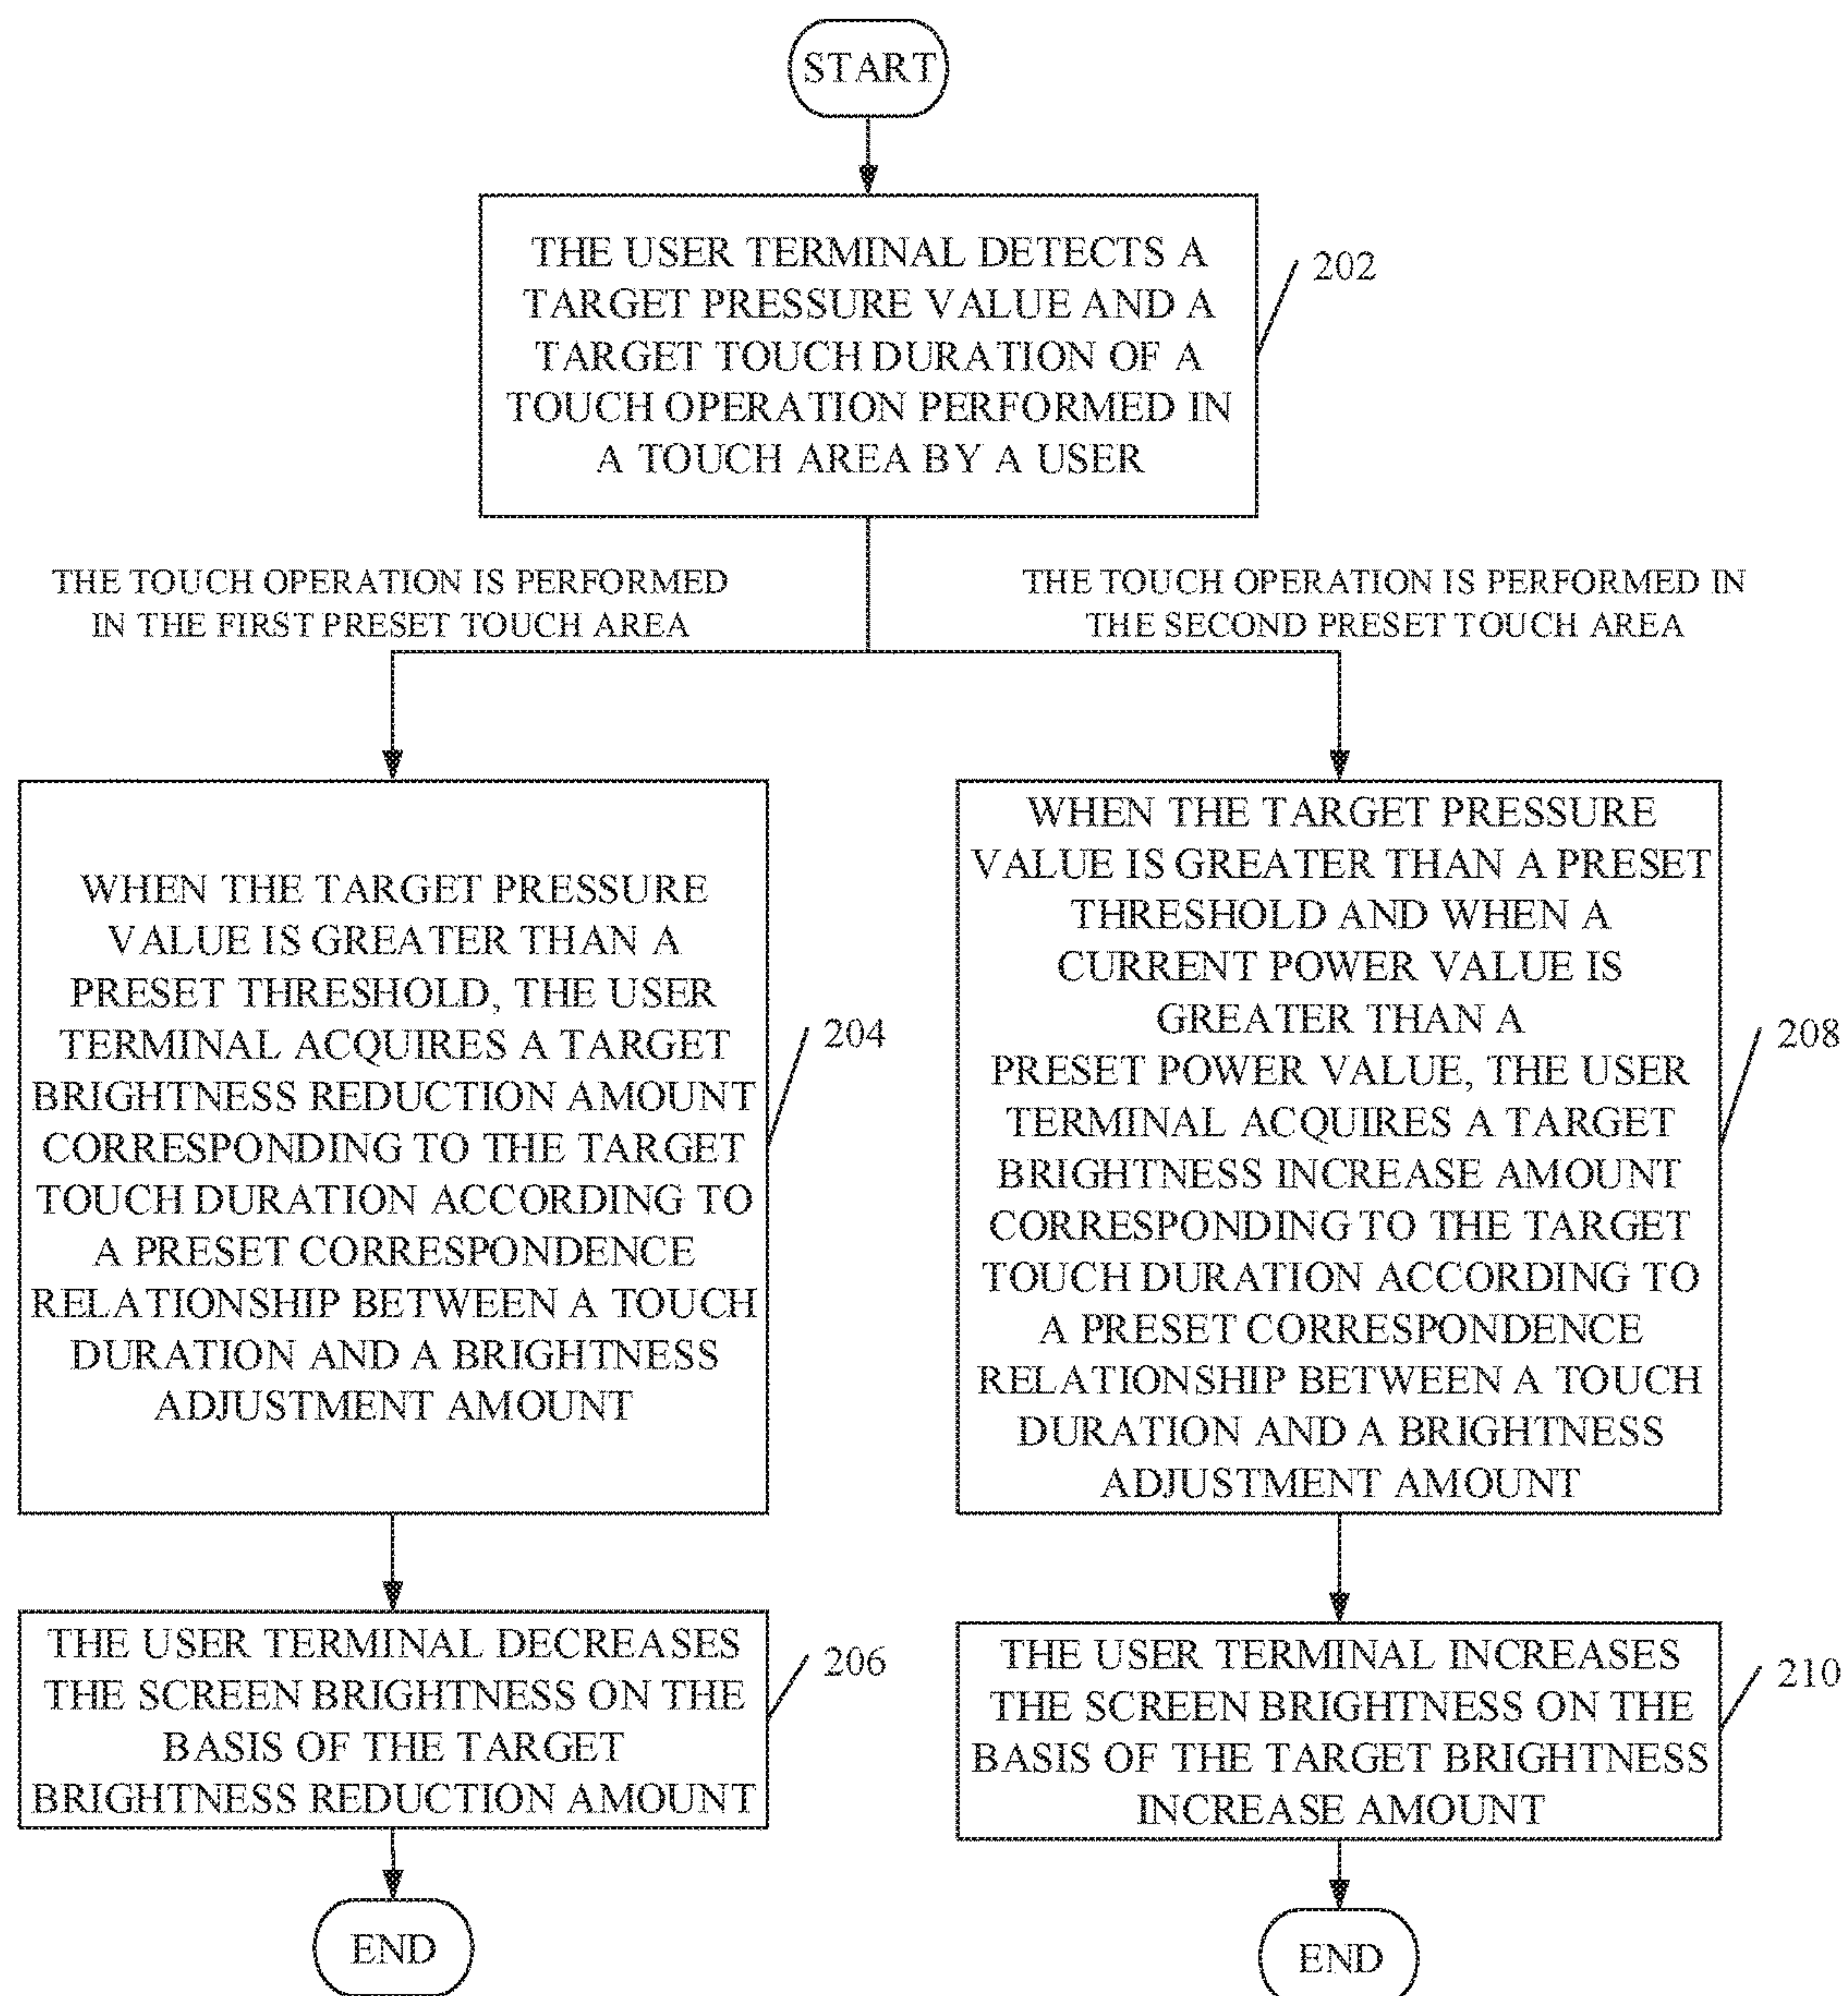 START
THE USER TERMINAL DETECTS A
TARGET PRESSURE VALUE AND A
TARGET TOUCH DURATION OF A
TOUCH OPERATION PERFORMED IN
A TOUCH AREA BY A USER
202
THE TOUCH OPERATION IS PERFORMED
IN THE FIRST PRESET TOUCH AREA
THE TOUCH OPERATION IS PERFORMED IN
THE SECOND PRESET TOUCH AREA
WHEN THE TARGET PRESSURE
VALUE IS GREATER THAN A
PRESET THRESHOLD, THE USER
TERMINAL ACQUIRES A TARGET
BRIGHTNESS REDUCTION AMOUNT
CORRESPONDING TO THE TARGET
TOUCH DURATION ACCORDING TO
A PRESET CORRESPONDENCE
RELATIONSHIP BETWEEN A TOUCH
DURATION AND A BRIGHTNESS
ADJUSTMENT AMOUNT
204
WHEN THE TARGET PRESSURE
VALUE IS GREATER THAN A PRESET
THRESHOLD AND WHEN A
CURRENT POWER VALUE IS
GREATER THAN A
PRESET POWER VALUE, THE USER
TERMINAL ACQUIRES A TARGET
BRIGHTNESS INCREASE AMOUNT
CORRESPONDING TO THE TARGET
TOUCH DURATION ACCORDING TO
A PRESET CORRESPONDENCE
RELATIONSHIP BETWEEN A TOUCH
DURATION AND A BRIGHTNESS
ADJUSTMENT AMOUNT
208
THE USER TERMINAL DECREASES
THE SCREEN BRIGHTNESS ON THE
BASIS OF THE TARGET
BRIGHTNESS REDUCTION AMOUNT
206
THE USER TERMINAL INCREASES
THE SCREEN BRIGHTNESS ON THE
BASIS OF THE TARGET BRIGHTNESS
INCREASE AMOUNT
210
END
END